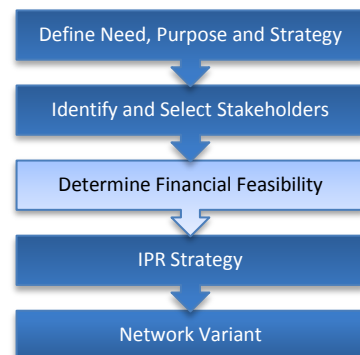 Define Need, Purpose and Strategy
Identify and Select Stakeholders
Determine Financial Feasibility
IPR Strategy
Network Variant